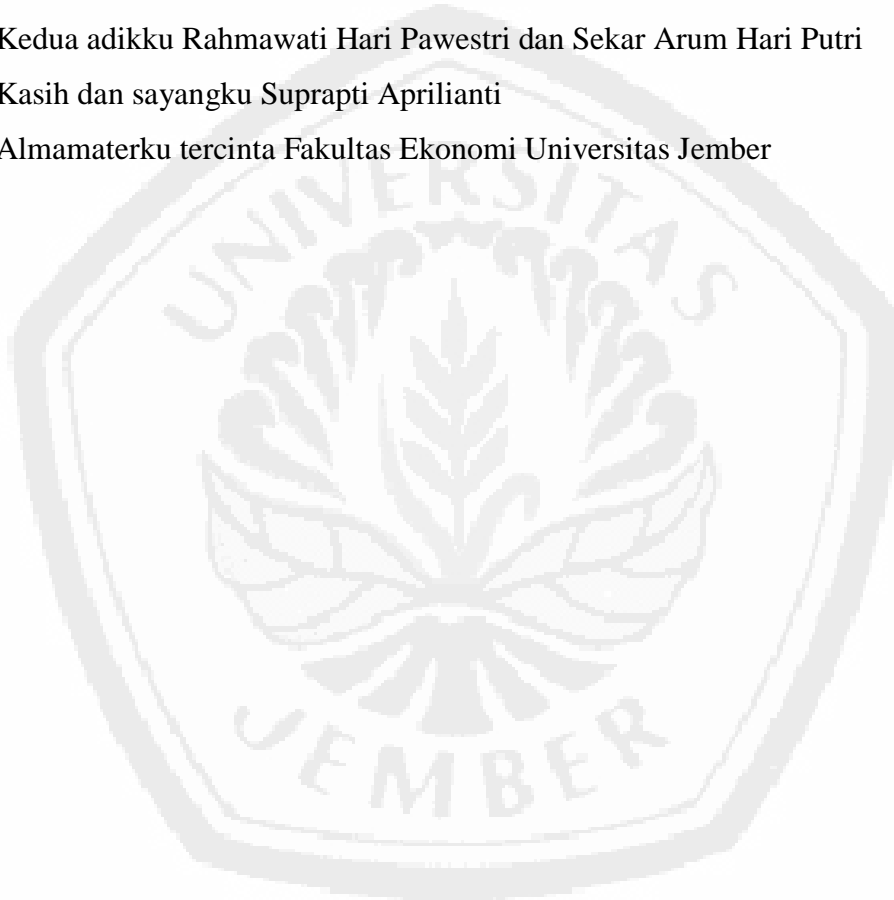 Kedua adikku Rahmawati Hari Pawestri dan Sekar Arum Hari Putri
Kasih dan sayangku Suprapti Aprilianti
Almamaterku tercinta Fakultas Ekonomi Universitas Jember
UNIVERSITAS
JEMBER